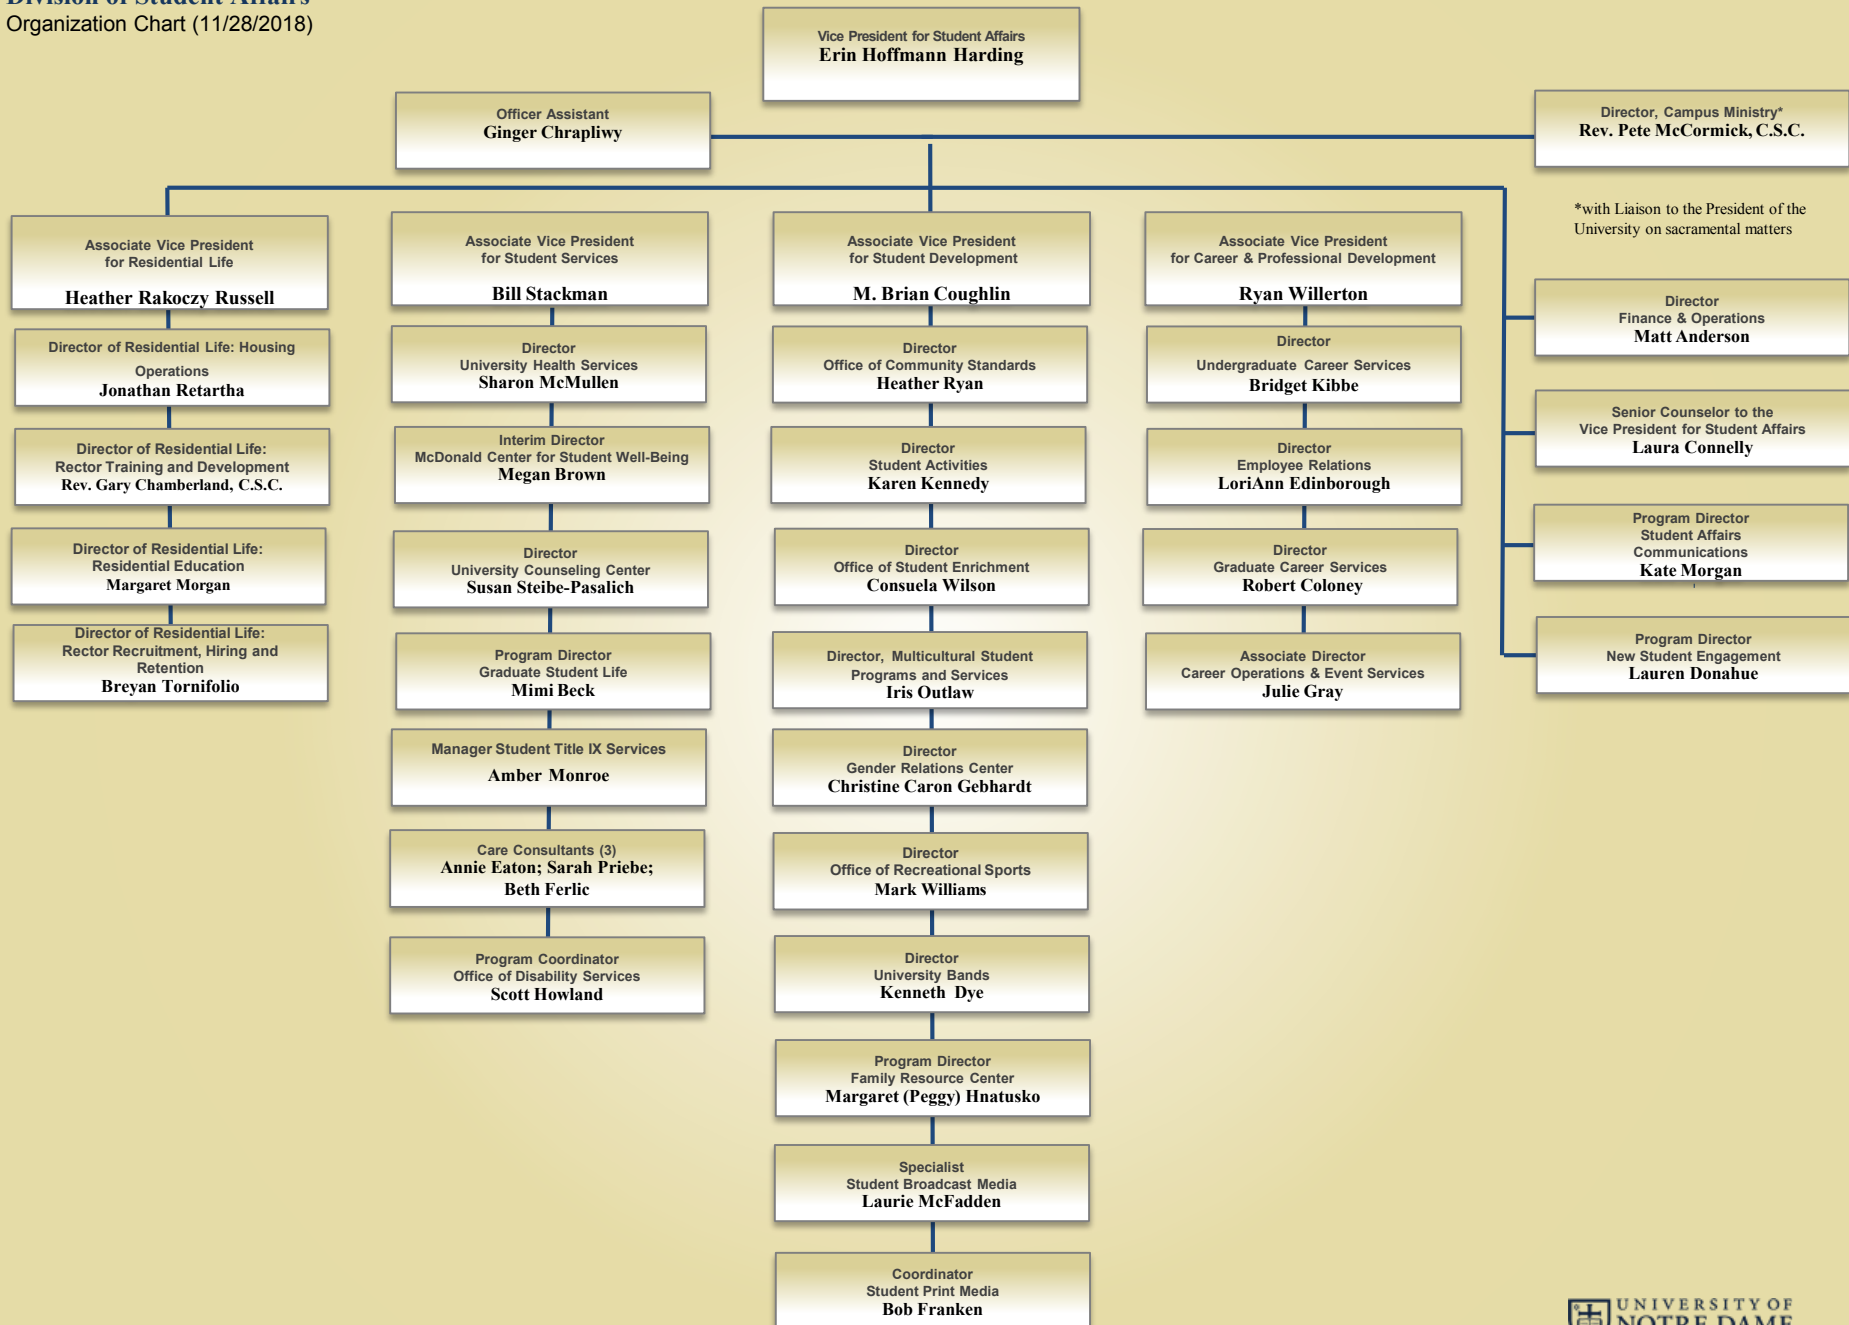 Division of Student Affairs
Organization Chart (11/28/2018)
Vice President for Student Affairs
Erin Hoffmann Harding
Officer Assistant
Ginger Chrapliwy
Director, Campus Ministry*
Rev. Pete McCormick, C.S.C.
*with Liaison to the President of the
University on sacramental matters
Associate Vice President
for Residential Life
Heather Rakoczy Russell
Director of Residential Life: Housing
Operations
Jonathan Retartha
Director of Residential Life:
Rector Training and Development
Rev. Gary Chamberland, C.S.C.
Director of Residential Life:
Residential Education
Margaret Morgan
Director of Residential Life:
Rector Recruitment, Hiring and
Retention
Breyan Tornifolio
Associate Vice President
for Student Services
Bill Stackman
Director
University Health Services
Sharon McMullen
Interim Director
McDonald Center for Student Well-Being
Megan Brown
Director
University Counseling Center
Susan Steibe-Pasalich
Program Director
Graduate Student Life
Mimi Beck
Manager Student Title IX Services
Amber Monroe
Care Consultants (3)
Annie Eaton; Sarah Priebe;
Beth Ferlic
Program Coordinator
Office of Disability Services
Scott Howland
Associate Vice President
for Student Development
M. Brian Coughlin
Director
Office of Community Standards
Heather Ryan
Director
Student Activities
Karen Kennedy
Director
Office of Student Enrichment
Consuela Wilson
Director, Multicultural Student
Programs and Services
Iris Outlaw
Director
Gender Relations Center
Christine Caron Gebhardt
Director
Office of Recreational Sports
Mark Williams
Director
University Bands
Kenneth Dye
Program Director
Family Resource Center
Margaret (Peggy) Hnatusko
Specialist
Student Broadcast Media
Laurie McFadden
Coordinator
Student Print Media
Bob Franken
Associate Vice President
for Career & Professional Development
Ryan Willerton
Director
Undergraduate Career Services
Bridget Kibbe
Director
Employee Relations
LoriAnn Edinborough
Director
Graduate Career Services
Robert Coloney
Associate Director
Career Operations & Event Services
Julie Gray
Director
Finance & Operations
Matt Anderson
Senior Counselor to the
Vice President for Student Affairs
Laura Connelly
Program Director
Student Affairs
Communications
Kate Morgan
Program Director
New Student Engagement
Lauren Donahue
UNIVERSITY OF
NOTRE DAME